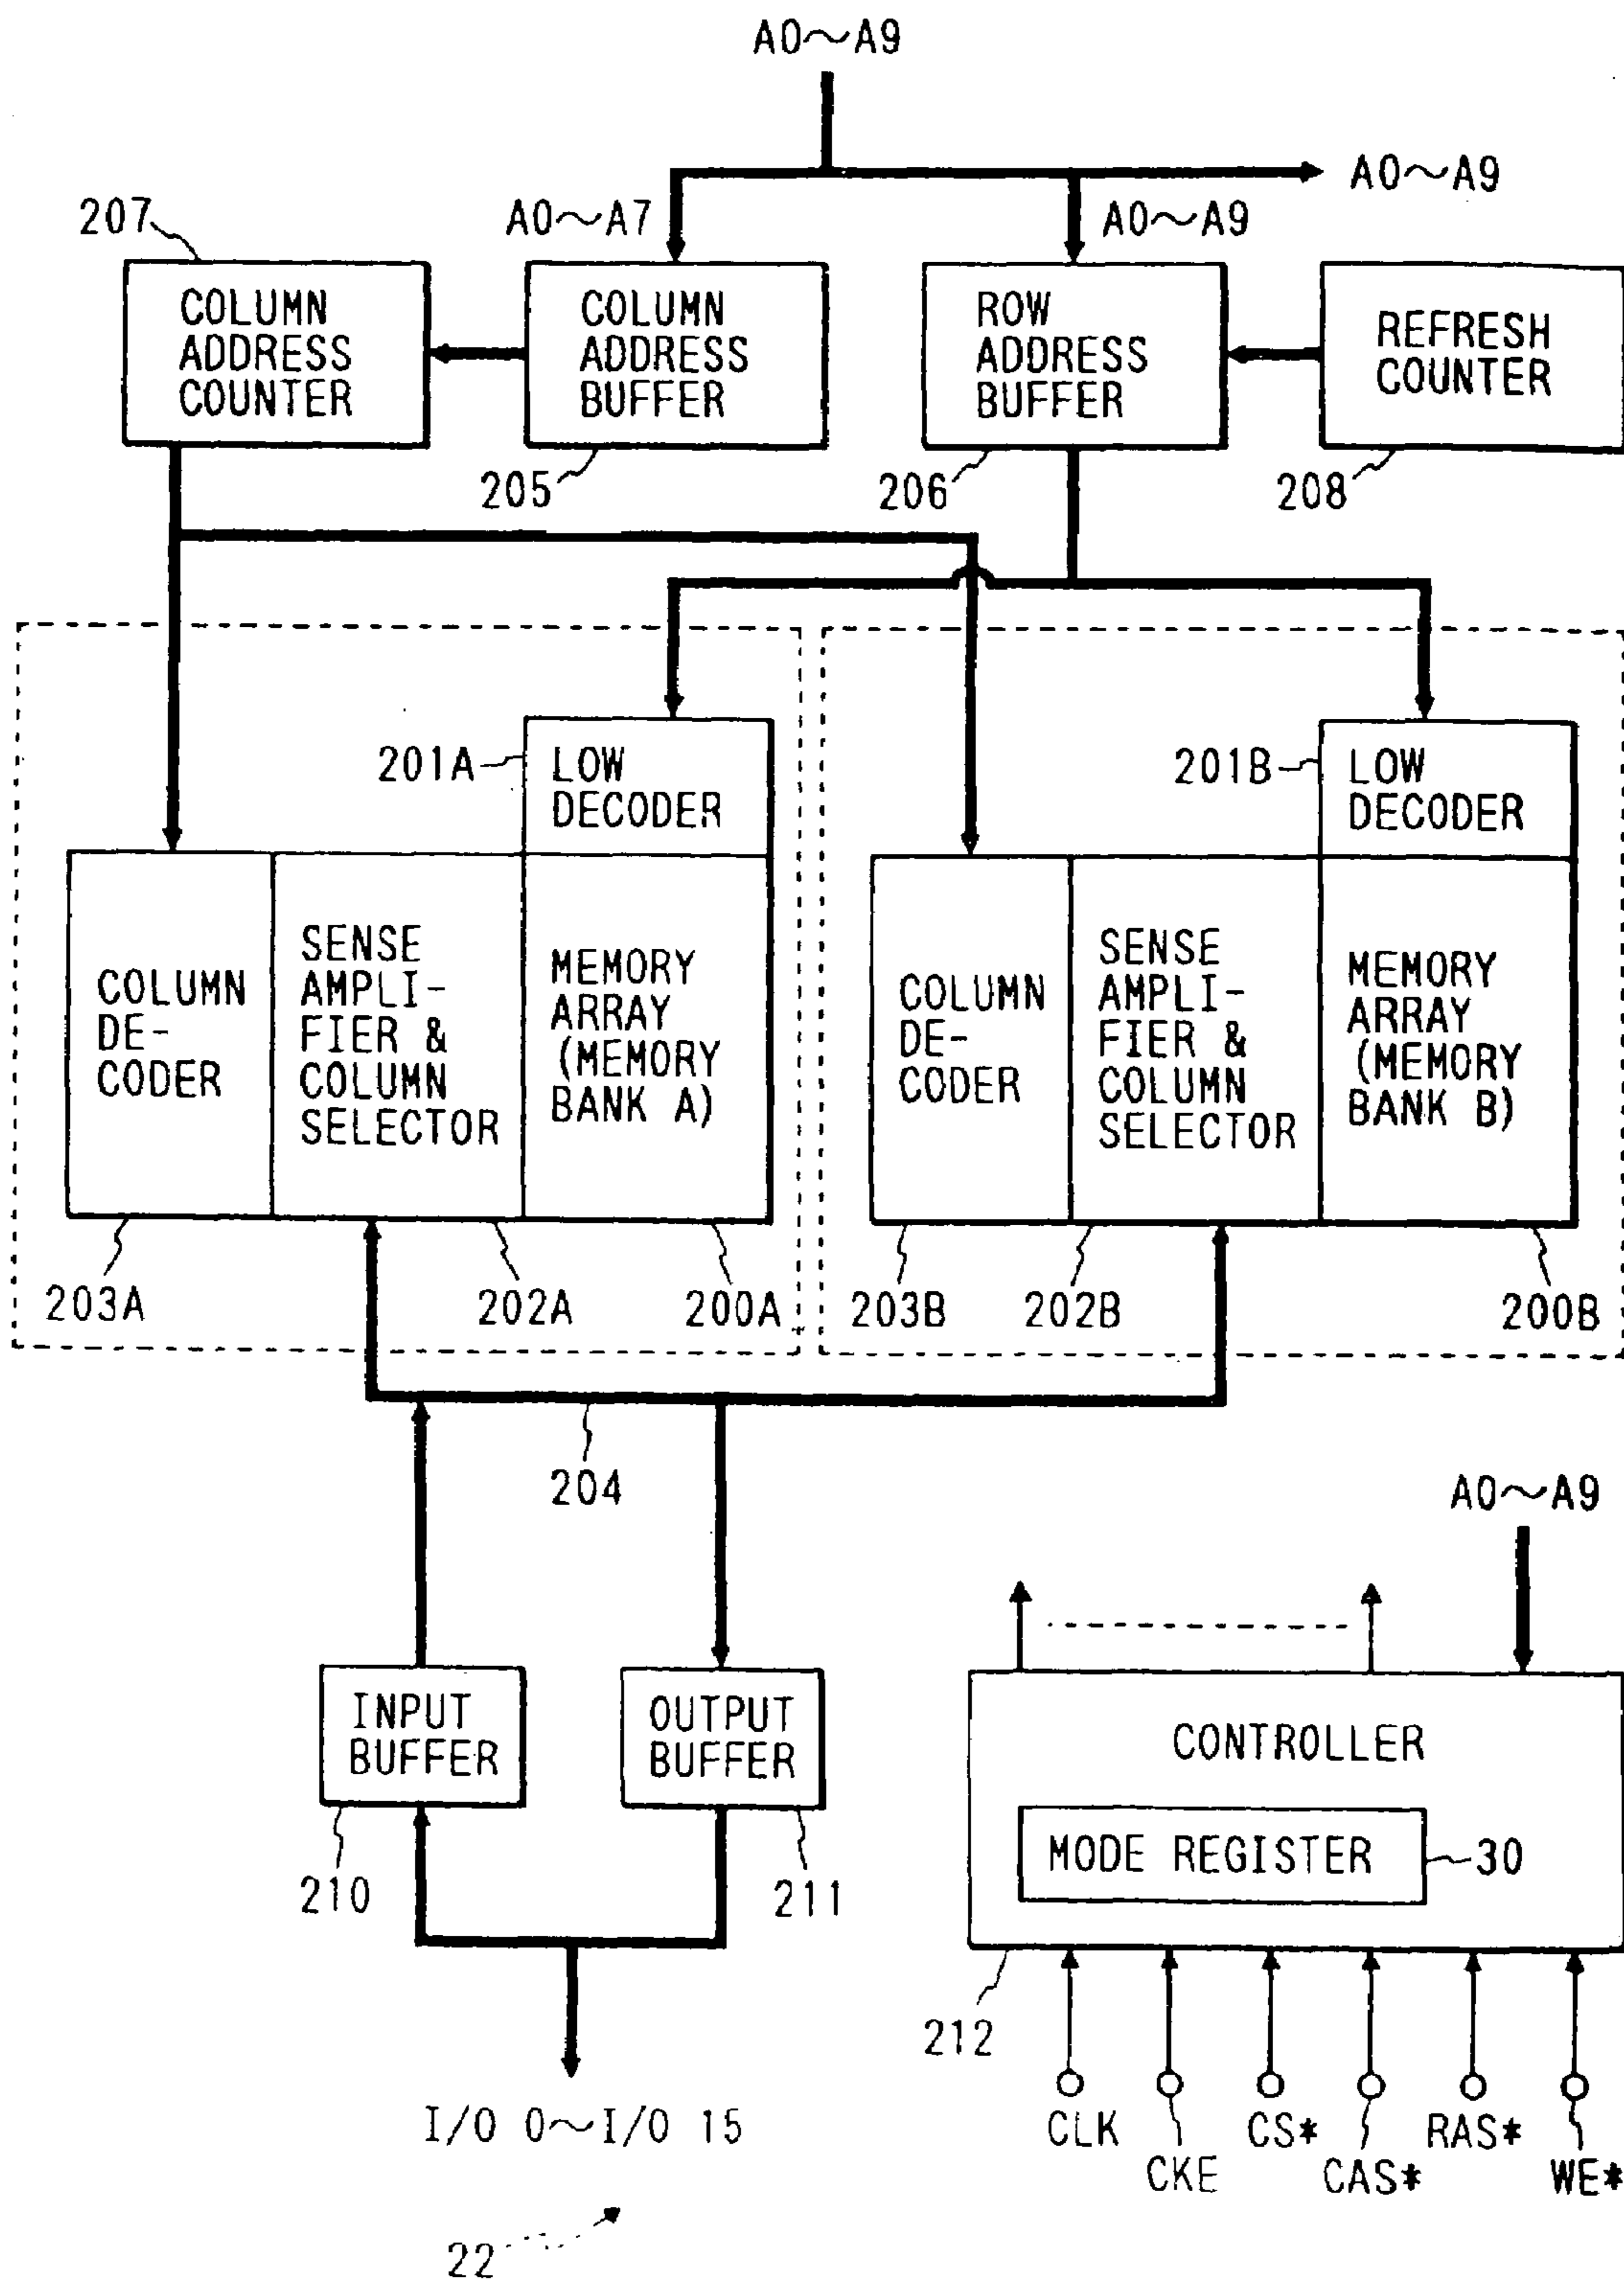 A0~A9
A0~A9
A0~A7
A0~A9
207
COLUMN
ADDRESS
COUNTER
COLUMN
ADDRESS
BUFFER
ROW
ADDRESS
BUFFER
REFRESH
COUNTER
205
206
208
201A
LOW
DECODER
201B
LOW
DECODER
COLUMN
DE-
CODER
SENSE
AMPLI-
FIER &
COLUMN
SELECTOR
MEMORY
ARRAY
(MEMORY
BANK A)
COLUMN
DE-
CODER
SENSE
AMPLI-
FIER &
COLUMN
SELECTOR
MEMORY
ARRAY
(MEMORY
BANK B)
203A
202A
200A
203B
202B
200B
204
A0~A9
INPUT
BUFFER
OUTPUT
BUFFER
CONTROLLER
MODE REGISTER
30
210
211
212
I/O 0~I/O 15
CLK
CKE
CS*
CAS*
RAS*
WE*
22